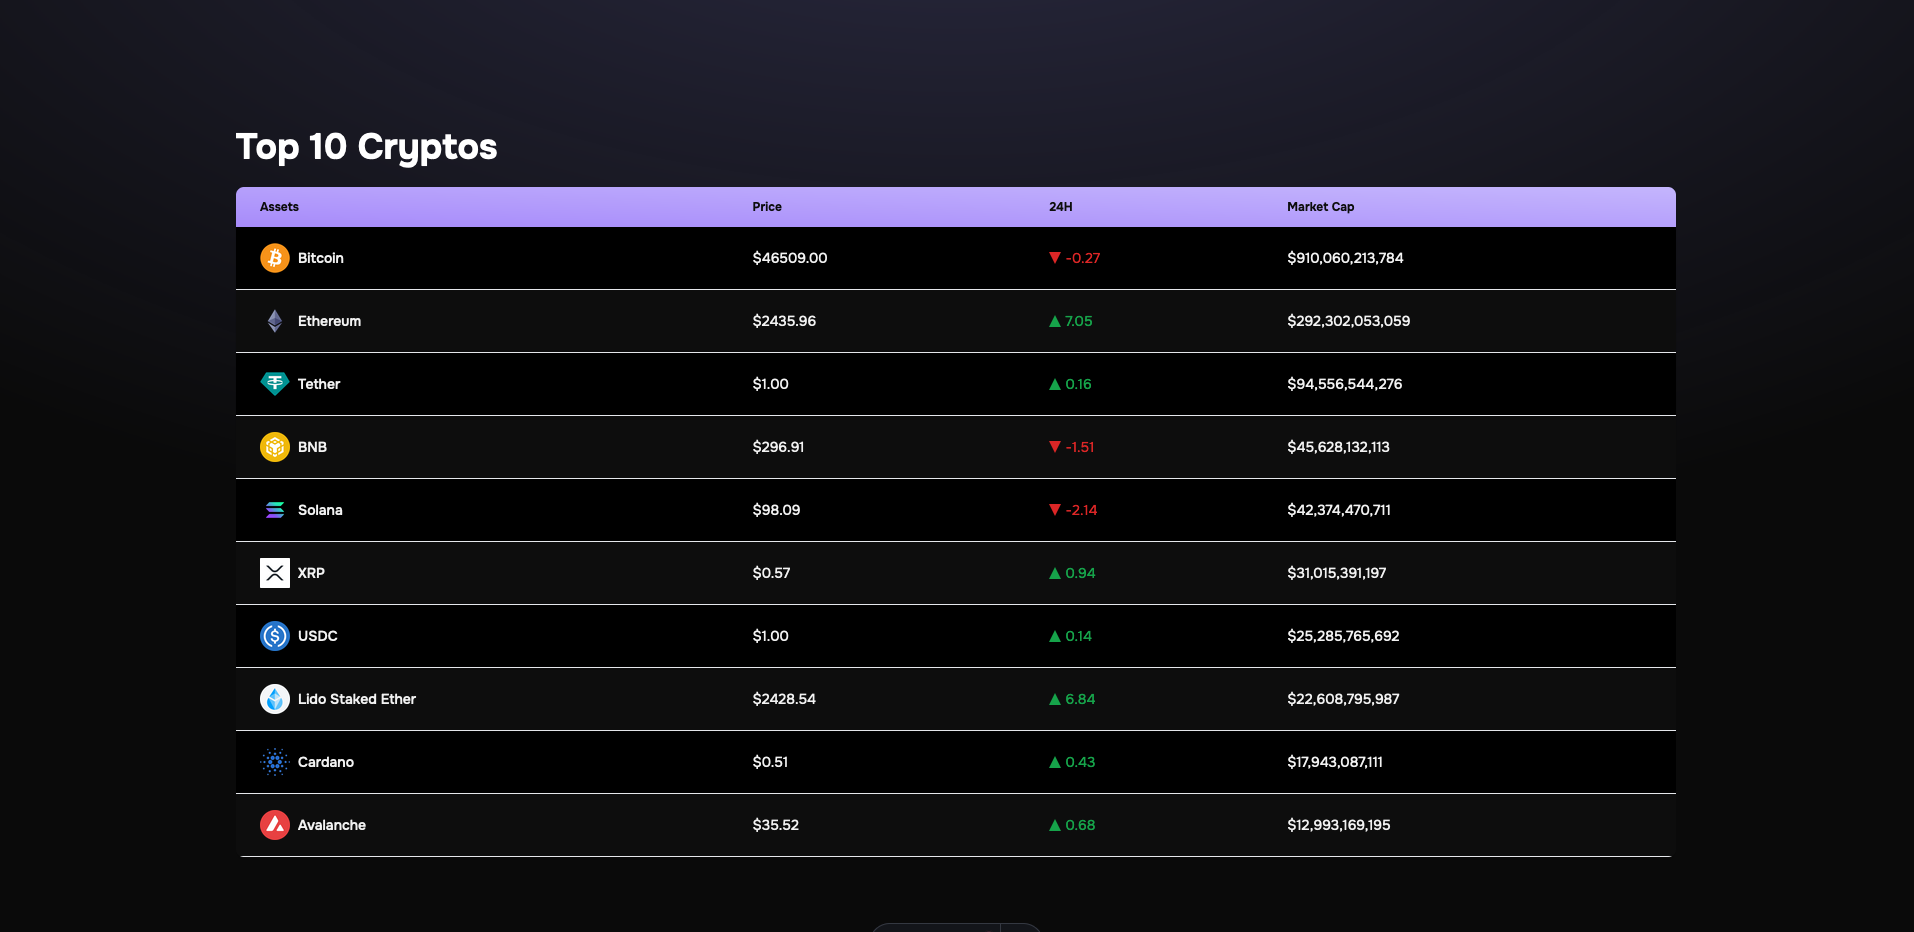 Top 10 Cryptos
Assets Price 24H Market Cap
Bitcoin $46509.00 ▼ -0.27 $910,060,213,784
Ethereum $2435.96 ▲ 7.05 $292,302,053,059
Tether $1.00 ▲ 0.16 $94,556,544,276
BNB $296.91 ▼ -1.51 $45,628,132,113
Solana $98.09 ▼ -2.14 $42,374,470,711
XRP $0.57 ▲ 0.94 $31,015,391,197
USDC $1.00 ▲ 0.14 $25,285,765,692
Lido Staked Ether $2428.54 ▲ 6.84 $22,608,795,987
Cardano $0.51 ▲ 0.43 $17,943,087,111
Avalanche $35.52 ▲ 0.68 $12,993,169,195